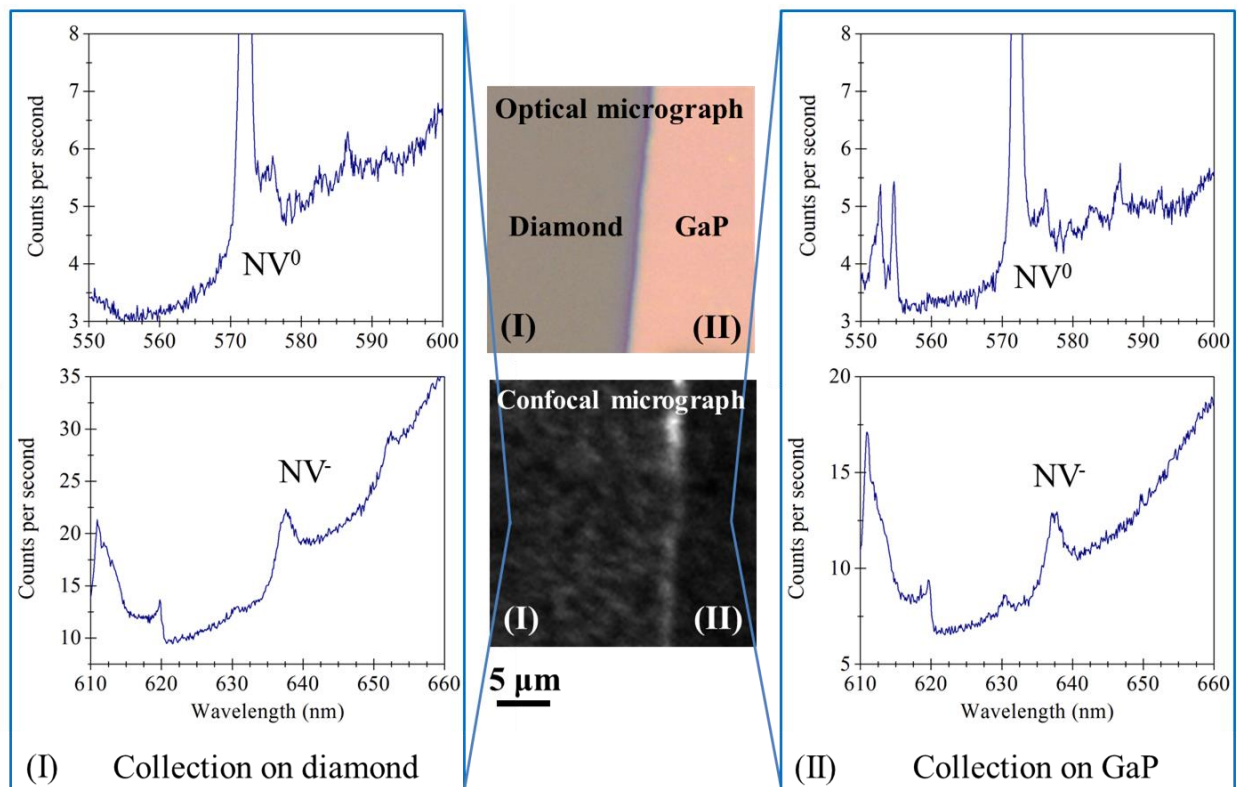 8
7
6
5
4
3
Counts per second
NV⁰
550 560 570 580 590 600
35
30
25
20
15
10
Counts per second
NV⁻
610 620 630 640 650 660
Wavelength (nm)
(I) Collection on diamond
Optical micrograph
Diamond GaP
(I) (II)
Confocal micrograph
(I) (II)
5 µm
8
7
6
5
4
3
Counts per second
NV⁰
550 560 570 580 590 600
20
15
10
5
Counts per second
NV⁻
610 620 630 640 650 660
Wavelength (nm)
(II) Collection on GaP